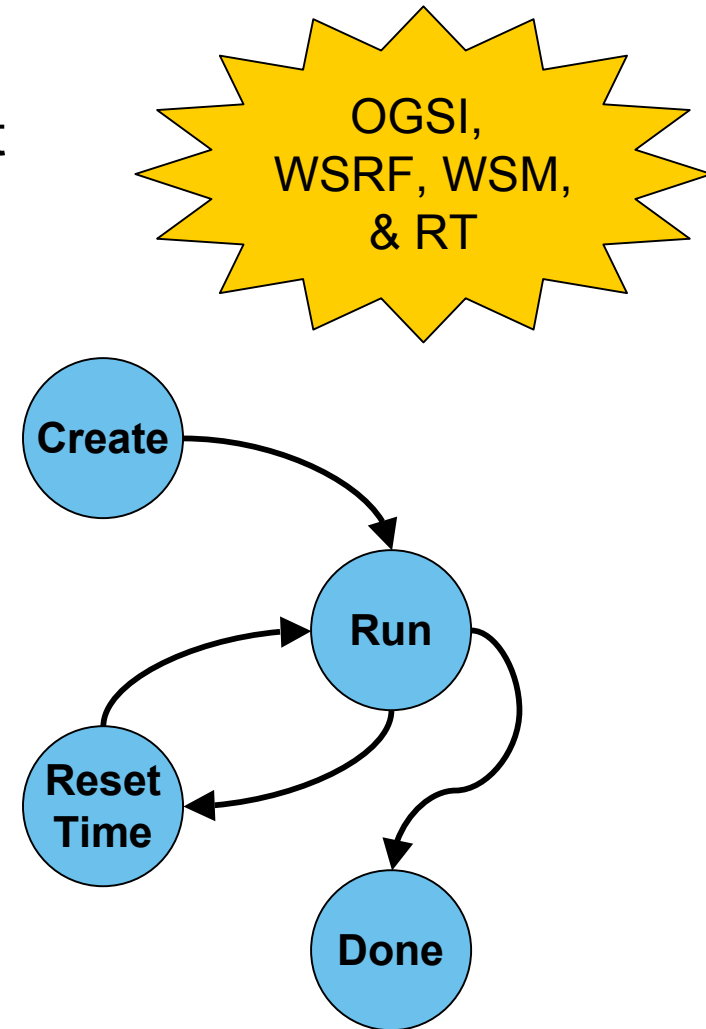 t
OGSI,
WSRF, WSM,
& RT
Create
Run
Reset
Time
Done